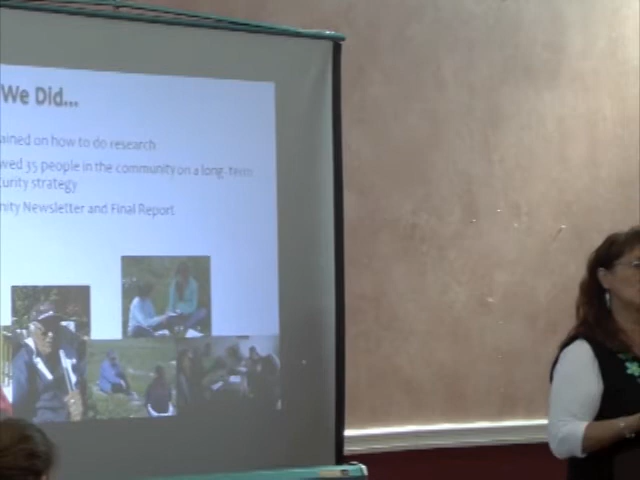 We Did...
ained on how to do research
wed 35 people in the community on a long-term
urity strategy
nity Newsletter and Final Report